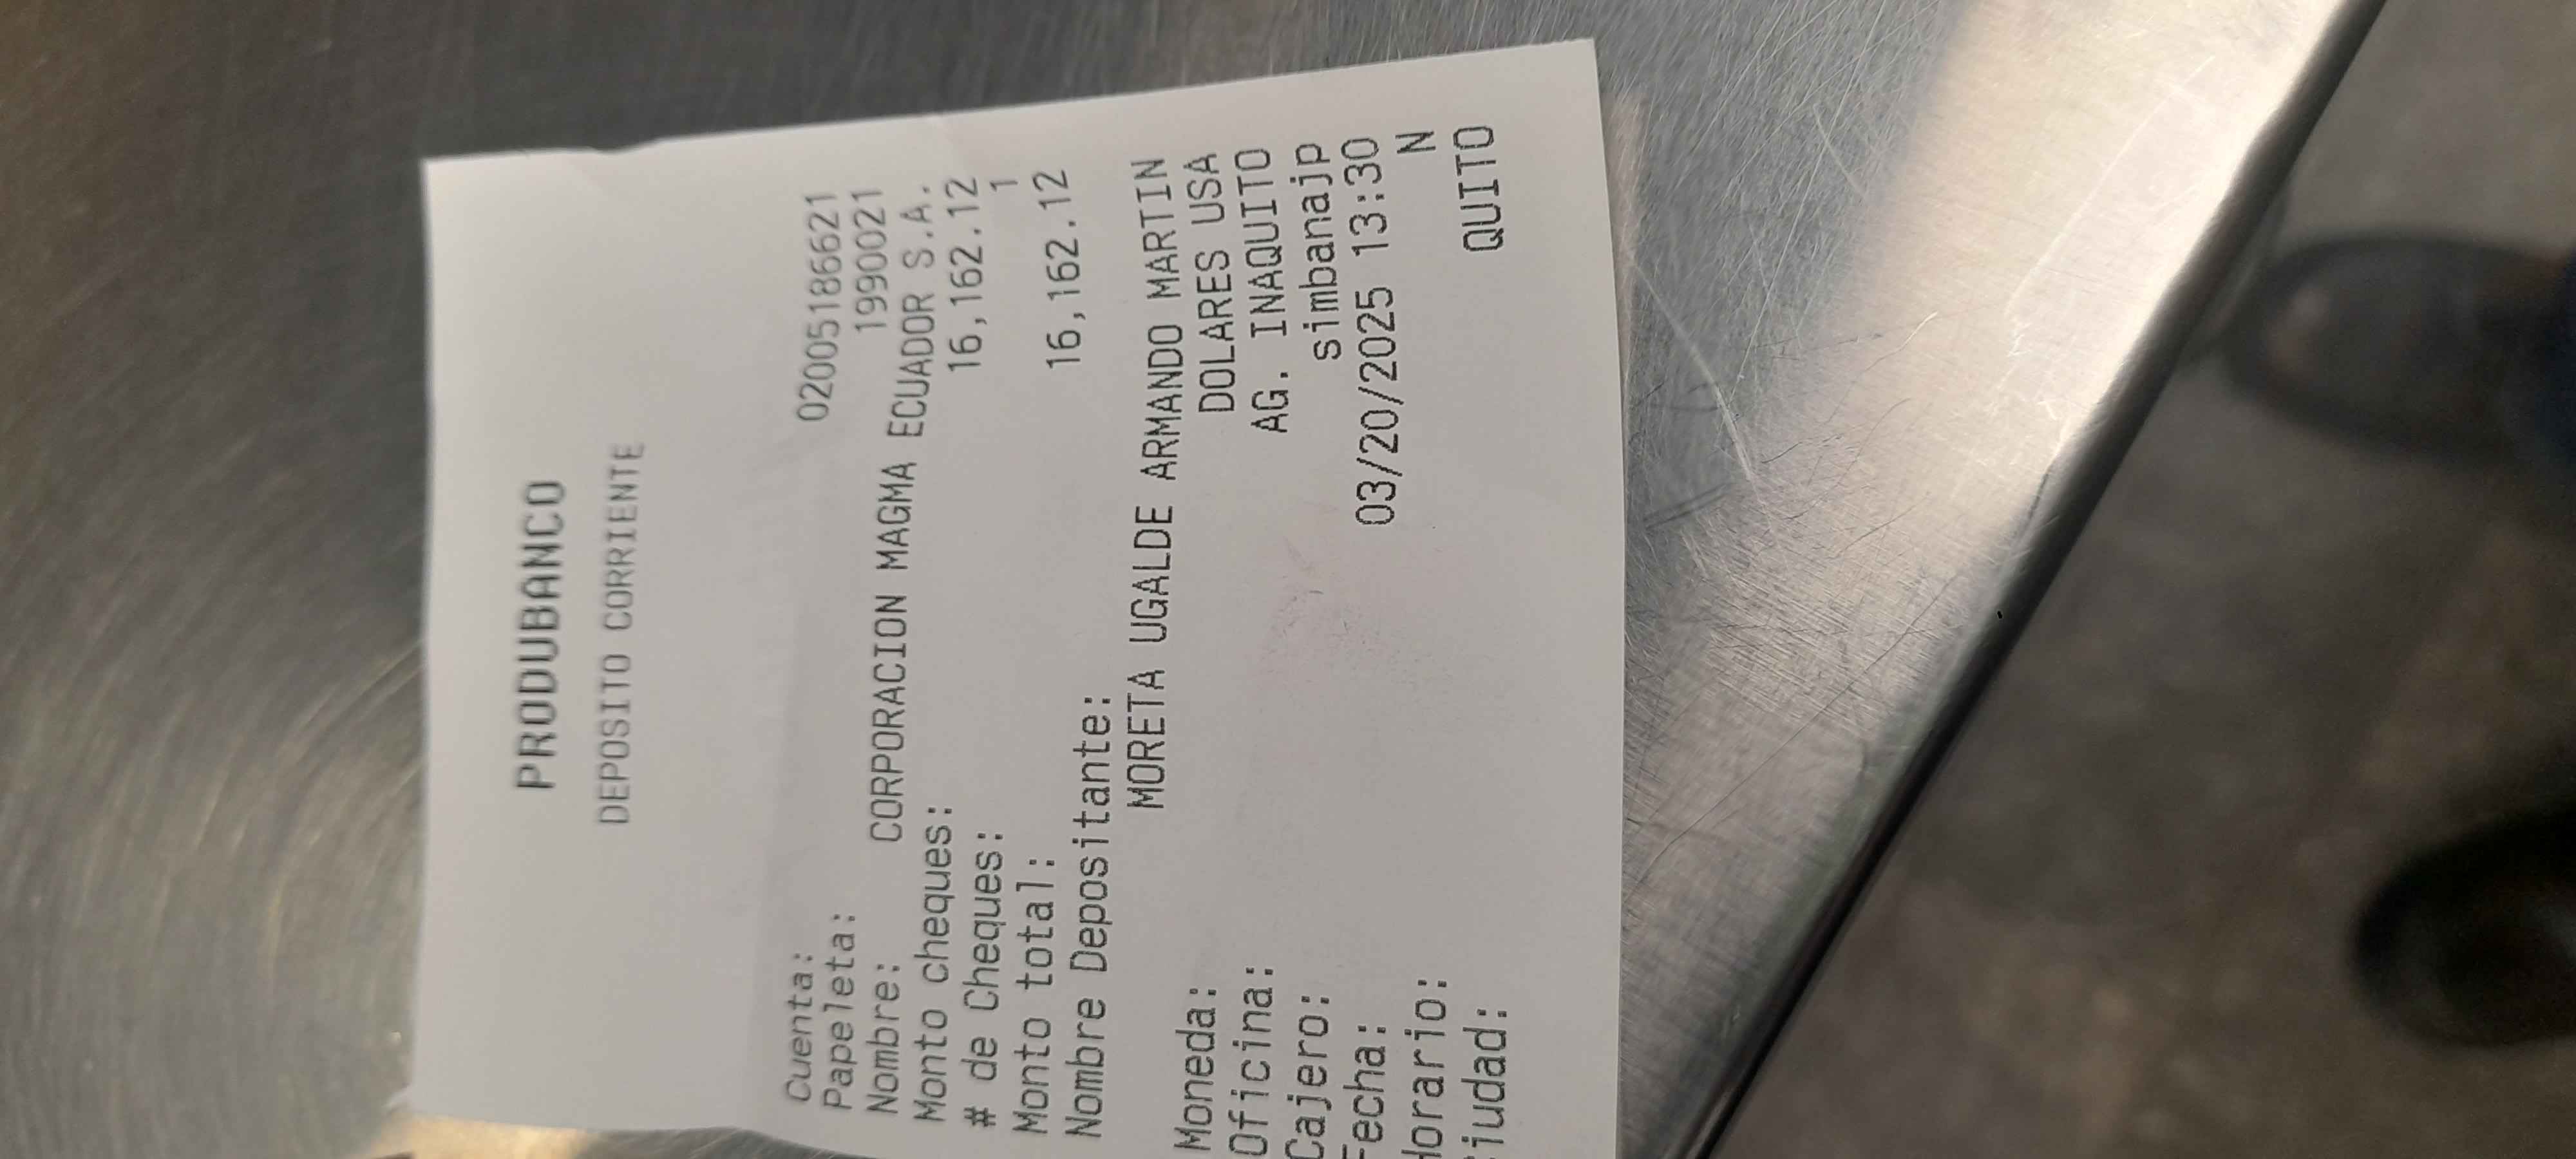 PRODUBANCO
DEPOSITO CORRIENTE
Cuenta: 02005186621
Papeleta: 1990021
Nombre: CORPORACION MAGMA ECUADOR S.A.
Monto cheques: 16,162.12
# de Cheques: 1
Monto total: 16,162.12
Nombre Depositante:
MORETA UGALDE ARMANDO MARTIN
Moneda: DOLARES USA
Oficina: AG. INAQUITO
Cajero: simbanajp
Fecha: 03/20/2025 13:30
Horario: N
iudad: QUITO